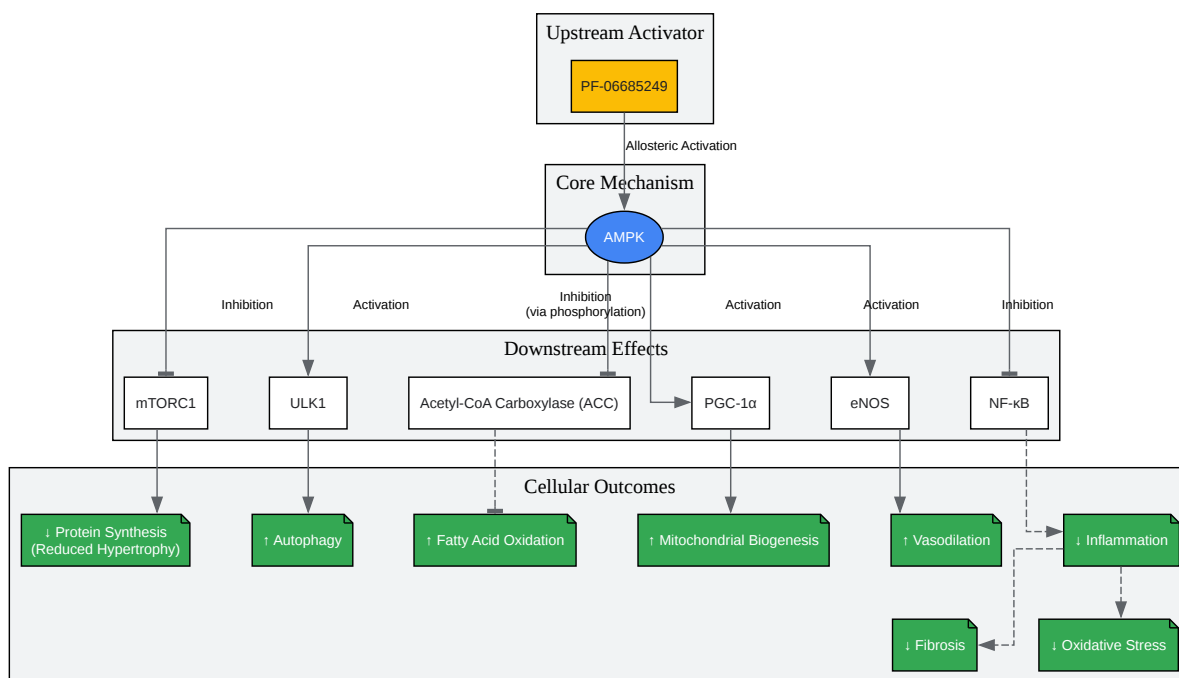 Upstream Activator
PF-06685249
Allosteric Activation
Core Mechanism
AMPK
Inhibition
Activation
Inhibition
(via phosphorylation)
Activation
Activation
Inhibition
Downstream Effects
mTORC1
ULK1
Acetyl-CoA Carboxylase (ACC)
PGC-1α
eNOS
NF-κB
Cellular Outcomes
↓ Protein Synthesis
(Reduced Hypertrophy)
↑ Autophagy
↑ Fatty Acid Oxidation
↑ Mitochondrial Biogenesis
↑ Vasodilation
↓ Inflammation
↓ Fibrosis
↓ Oxidative Stress